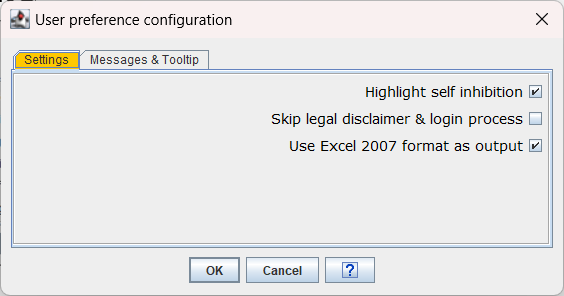 User preference configuration
Settings
Messages & Tooltip
Highlight self inhibition
Skip legal disclaimer & login process
Use Excel 2007 format as output
OK
Cancel
?